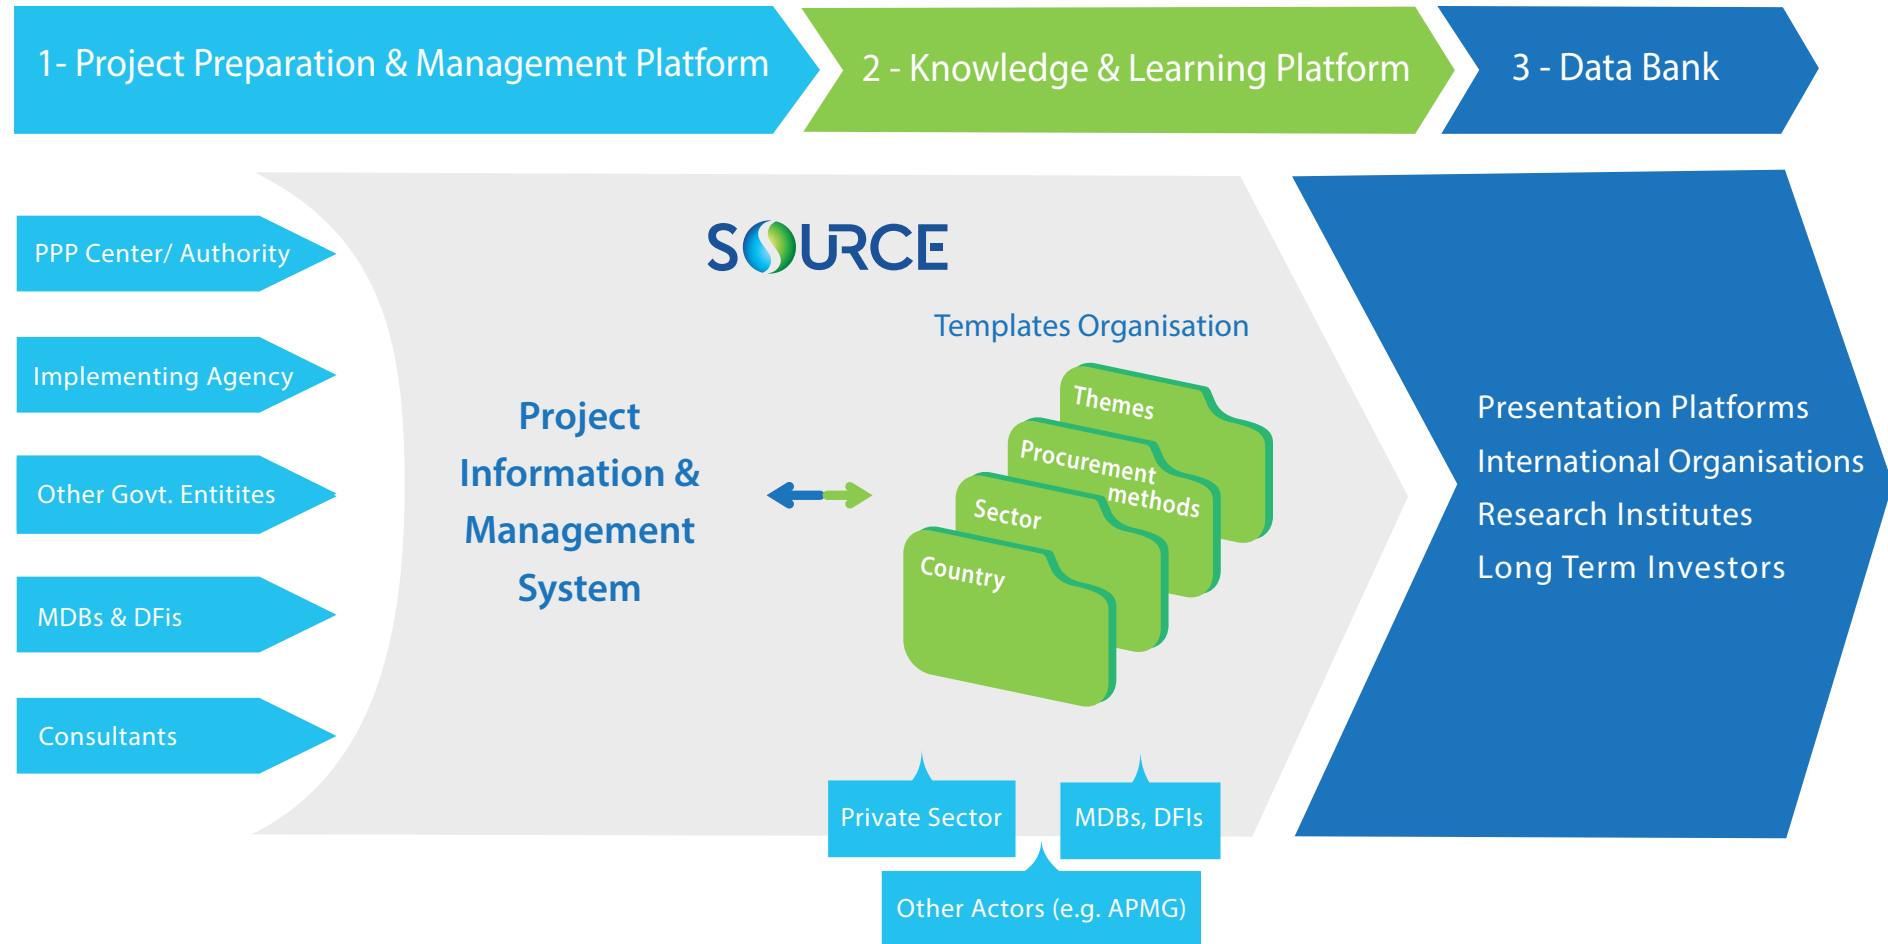 1- Project Preparation & Management Platform
2 - Knowledge & Learning Platform
3 - Data Bank
PPP Center/ Authority
Implementing Agency
Other Govt. Entitites
MDBs & DFis
Consultants
SOURCE
Project
Information &
Management
System
Templates Organisation
Themes
Procurement
methods
Sector
Country
Private Sector
MDBs, DFIs
Other Actors (e.g. APMG)
Presentation Platforms
International Organisations
Research Institutes
Long Term Investors